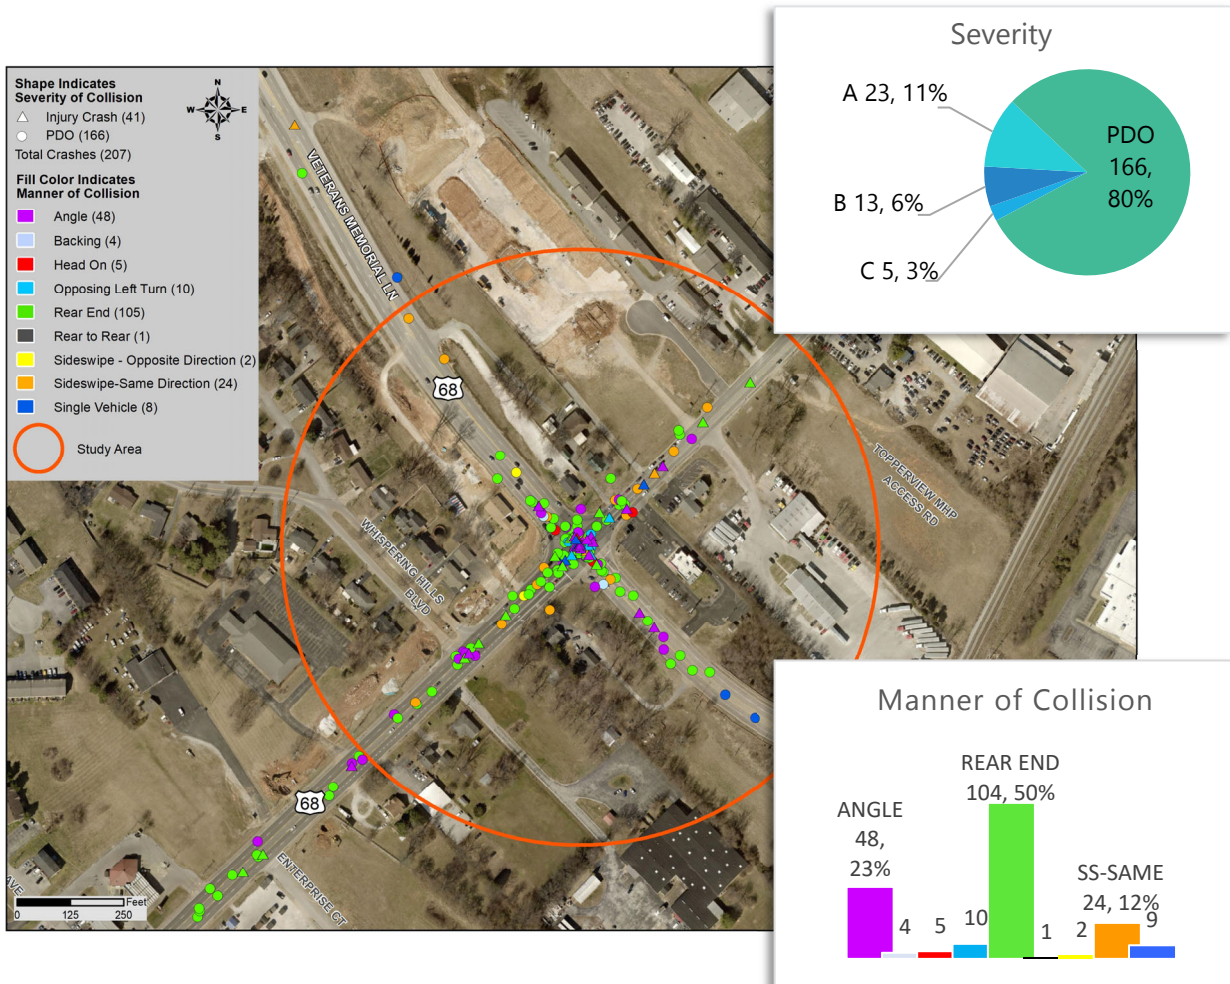 Shape Indicates
Severity of Collision
Injury Crash (41)
PDO (166)
Total Crashes (207)
Fill Color Indicates
Manner of Collision
Angle (48)
Backing (4)
Head On (5)
Opposing Left Turn (10)
Rear End (105)
Rear to Rear (1)
Sideswipe - Opposite Direction (2)
Sideswipe-Same Direction (24)
Single Vehicle (8)
Study Area
N
W
E
S
VETERANS MEMORIAL LN
68
WHISPERING HILLS
BLVD
TOPPERVIEW MHP
ACCESS RD
68
ENTERPRISE CT
AVE
Feet
0 125 250
Severity
A 23, 11%
B 13, 6%
C 5, 3%
PDO
166,
80%
Manner of Collision
ANGLE
48,
23%
4
5
10
REAR END
104, 50%
1
2
SS-SAME
24, 12%
9